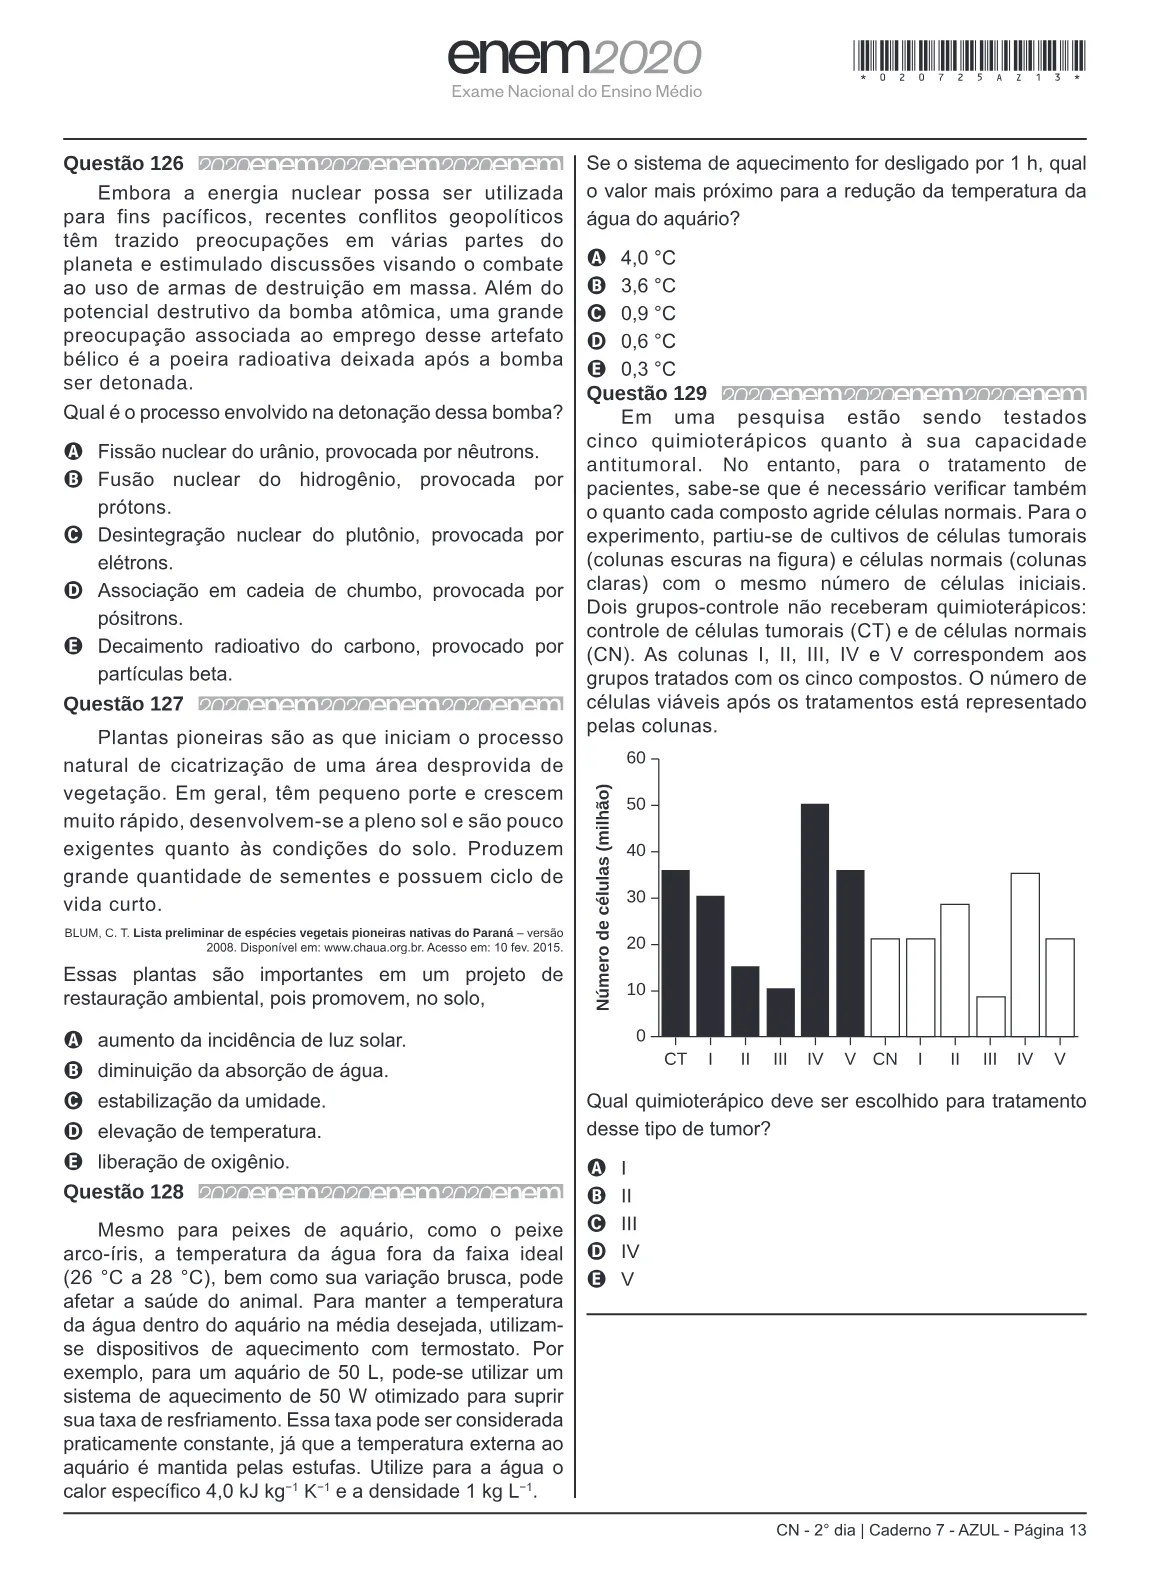 enem2020
Exame Nacional do Ensino Médio
*020725AZ13*
Questão 126 2020enem2020enem2020enem
Embora a energia nuclear possa ser utilizada
para fins pacíficos, recentes conflitos geopolíticos
têm trazido preocupações em várias partes do
planeta e estimulado discussões visando o combate
ao uso de armas de destruição em massa. Além do
potencial destrutivo da bomba atômica, uma grande
preocupação associada ao emprego desse artefato
bélico é a poeira radioativa deixada após a bomba
ser detonada.
Qual é o processo envolvido na detonação dessa bomba?
A Fissão nuclear do urânio, provocada por nêutrons.
B Fusão nuclear do hidrogênio, provocada por
prótons.
C Desintegração nuclear do plutônio, provocada por
elétrons.
D Associação em cadeia de chumbo, provocada por
pósitrons.
E Decaimento radioativo do carbono, provocado por
partículas beta.
Questão 127 2020enem2020enem2020enem
Plantas pioneiras são as que iniciam o processo
natural de cicatrização de uma área desprovida de
vegetação. Em geral, têm pequeno porte e crescem
muito rápido, desenvolvem-se a pleno sol e são pouco
exigentes quanto às condições do solo. Produzem
grande quantidade de sementes e possuem ciclo de
vida curto.
BLUM, C. T. Lista preliminar de espécies vegetais pioneiras nativas do Paraná – versão
2008. Disponível em: www.chaua.org.br. Acesso em: 10 fev. 2015.
Essas plantas são importantes em um projeto de
restauração ambiental, pois promovem, no solo,
A aumento da incidência de luz solar.
B diminuição da absorção de água.
C estabilização da umidade.
D elevação de temperatura.
E liberação de oxigênio.
Questão 128 2020enem2020enem2020enem
Mesmo para peixes de aquário, como o peixe
arco-íris, a temperatura da água fora da faixa ideal
(26 °C a 28 °C), bem como sua variação brusca, pode
afetar a saúde do animal. Para manter a temperatura
da água dentro do aquário na média desejada, utilizam-
se dispositivos de aquecimento com termostato. Por
exemplo, para um aquário de 50 L, pode-se utilizar um
sistema de aquecimento de 50 W otimizado para suprir
sua taxa de resfriamento. Essa taxa pode ser considerada
praticamente constante, já que a temperatura externa ao
aquário é mantida pelas estufas. Utilize para a água o
calor específico 4,0 kJ kg⁻¹ K⁻¹ e a densidade 1 kg L⁻¹.
Se o sistema de aquecimento for desligado por 1 h, qual
o valor mais próximo para a redução da temperatura da
água do aquário?
A 4,0 °C
B 3,6 °C
C 0,9 °C
D 0,6 °C
E 0,3 °C
Questão 129 2020enem2020enem2020enem
Em uma pesquisa estão sendo testados
cinco quimioterápicos quanto à sua capacidade
antitumoral. No entanto, para o tratamento de
pacientes, sabe-se que é necessário verificar também
o quanto cada composto agride células normais. Para o
experimento, partiu-se de cultivos de células tumorais
(colunas escuras na figura) e células normais (colunas
claras) com o mesmo número de células iniciais.
Dois grupos-controle não receberam quimioterápicos:
controle de células tumorais (CT) e de células normais
(CN). As colunas I, II, III, IV e V correspondem aos
grupos tratados com os cinco compostos. O número de
células viáveis após os tratamentos está representado
pelas colunas.
Número de células (milhão)
60
50
40
30
20
10
0
CT I II III IV V CN I II III IV V
Qual quimioterápico deve ser escolhido para tratamento
desse tipo de tumor?
A I
B II
C III
D IV
E V
CN - 2° dia | Caderno 7 - AZUL - Página 13